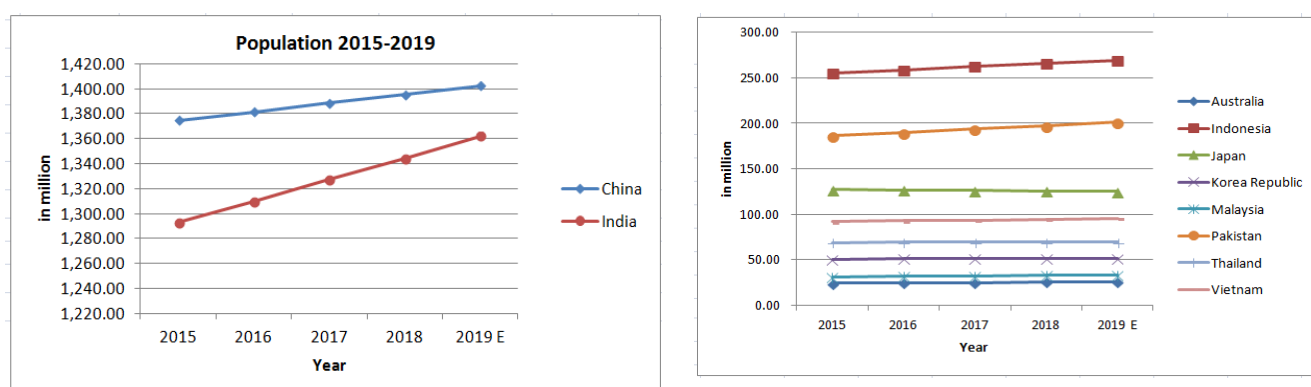 Population 2015-2019
1,420.00
1,400.00
1,380.00
1,360.00
1,340.00
1,320.00
1,300.00
1,280.00
1,260.00
1,240.00
1,220.00
in million
2015 2016 2017 2018 2019 E
Year
China
India
300.00
250.00
200.00
150.00
100.00
50.00
0.00
in million
2015 2016 2017 2018 2019 E
Year
Australia
Indonesia
Japan
Korea Republic
Malaysia
Pakistan
Thailand
Vietnam